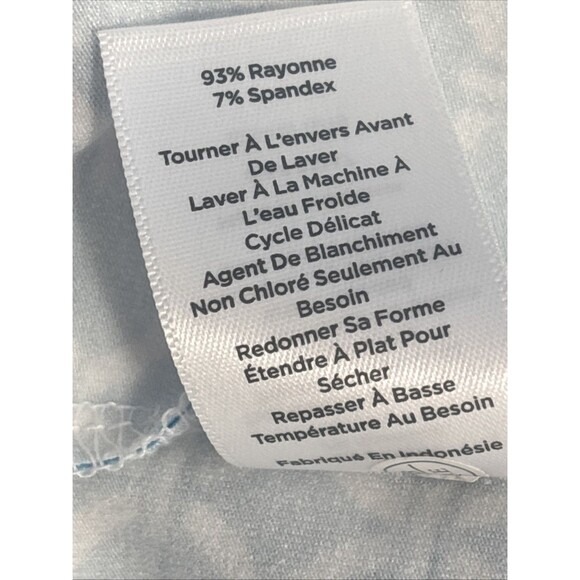 93% Rayonne
7% Spandex
Tourner À L'envers Avant
De Laver
Laver À La Machine À
L'eau Froide
Cycle Délicat
Agent De Blanchiment
Non Chloré Seulement Au
Besoin
Redonner Sa Forme
Étendre À Plat Pour
Sécher
Repasser À Basse
Température Au Besoin
Fabriqué En Indonésie